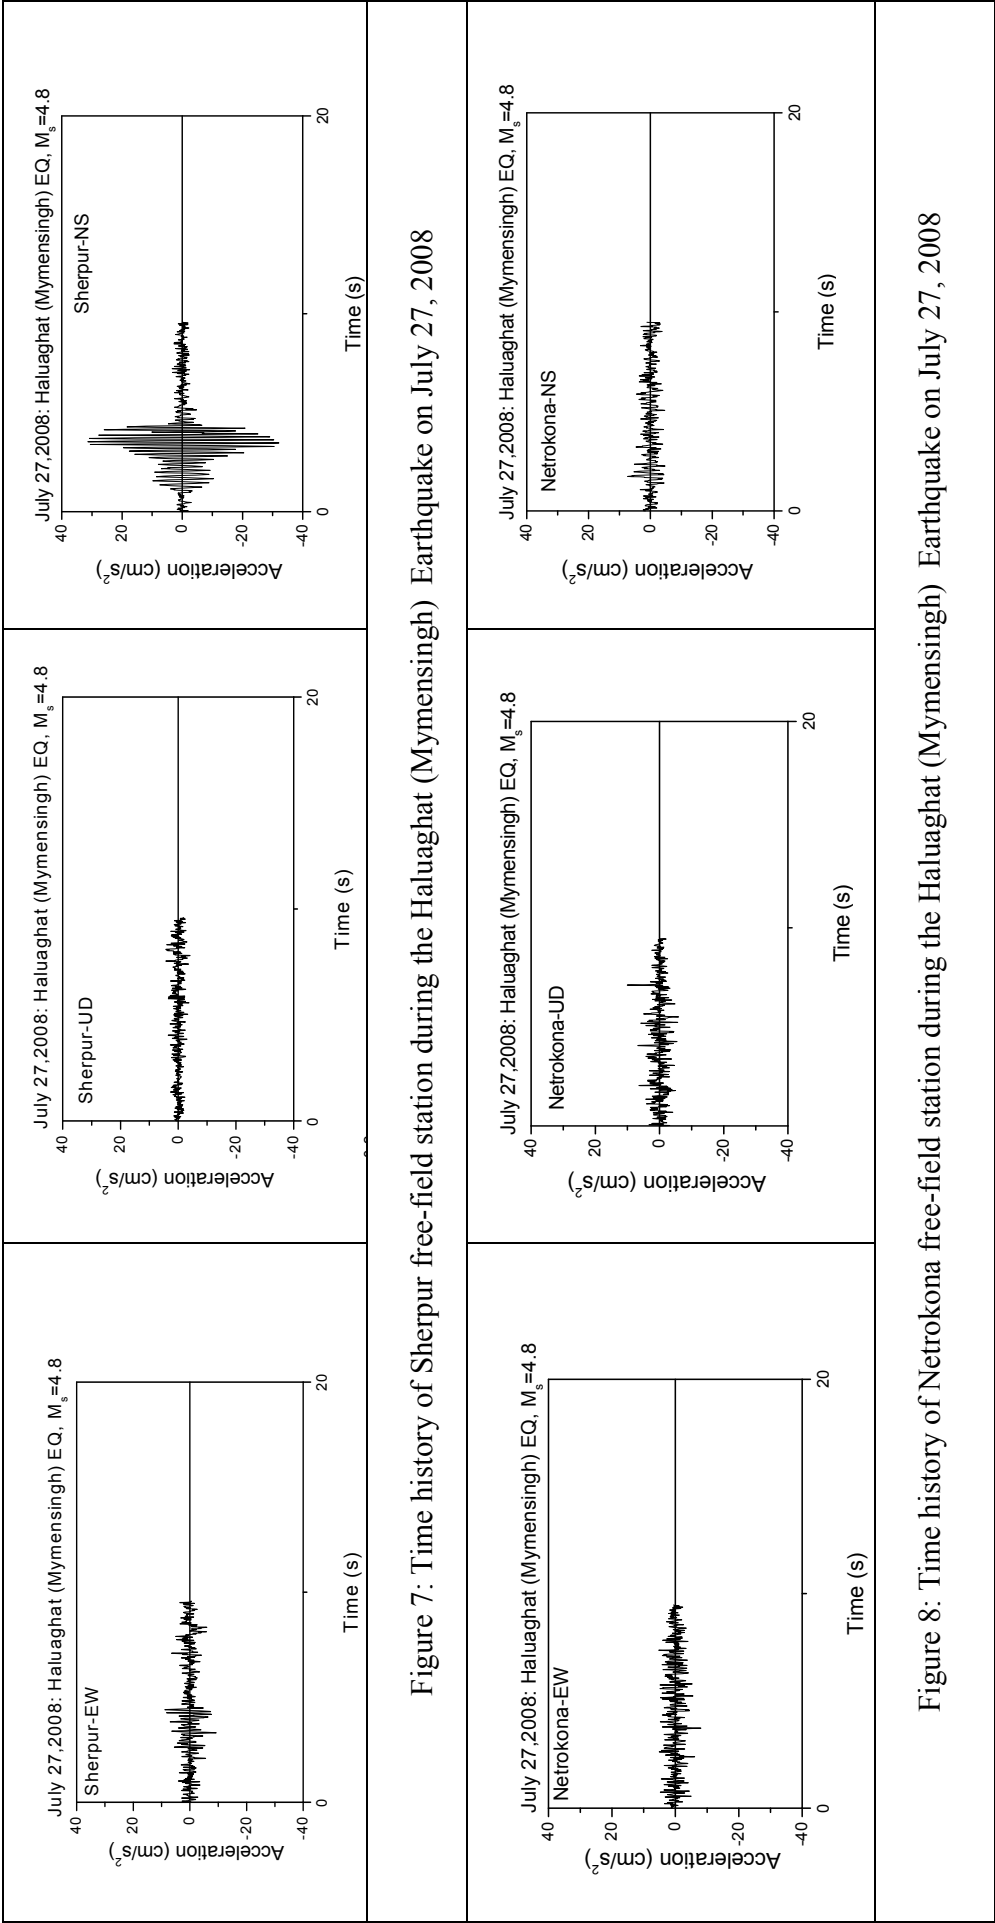 July 27,2008: Haluaghat (Mymensingh) EQ, Ms=4.8
Sherpur-EW
40
20
0
-20
-40
Acceleration (cm/s2)
0
20
Time (s)
July 27,2008: Haluaghat (Mymensingh) EQ, Ms=4.8
Sherpur-UD
40
20
0
-20
-40
Acceleration (cm/s2)
0
20
Time (s)
July 27,2008: Haluaghat (Mymensingh) EQ, Ms=4.8
Sherpur-NS
40
20
0
-20
-40
Acceleration (cm/s2)
0
20
Time (s)
Figure 7: Time history of Sherpur free-field station during the Haluaghat (Mymensingh) Earthquake on July 27, 2008
July 27,2008: Haluaghat (Mymensingh) EQ, Ms=4.8
Netrokona-EW
40
20
0
-20
-40
Acceleration (cm/s2)
0
20
Time (s)
July 27,2008: Haluaghat (Mymensingh) EQ, Ms=4.8
Netrokona-UD
40
20
0
-20
-40
Acceleration (cm/s2)
0
20
Time (s)
July 27,2008: Haluaghat (Mymensingh) EQ, Ms=4.8
Netrokona-NS
40
20
0
-20
-40
Acceleration (cm/s2)
0
20
Time (s)
Figure 8: Time history of Netrokona free-field station during the Haluaghat (Mymensingh) Earthquake on July 27, 2008